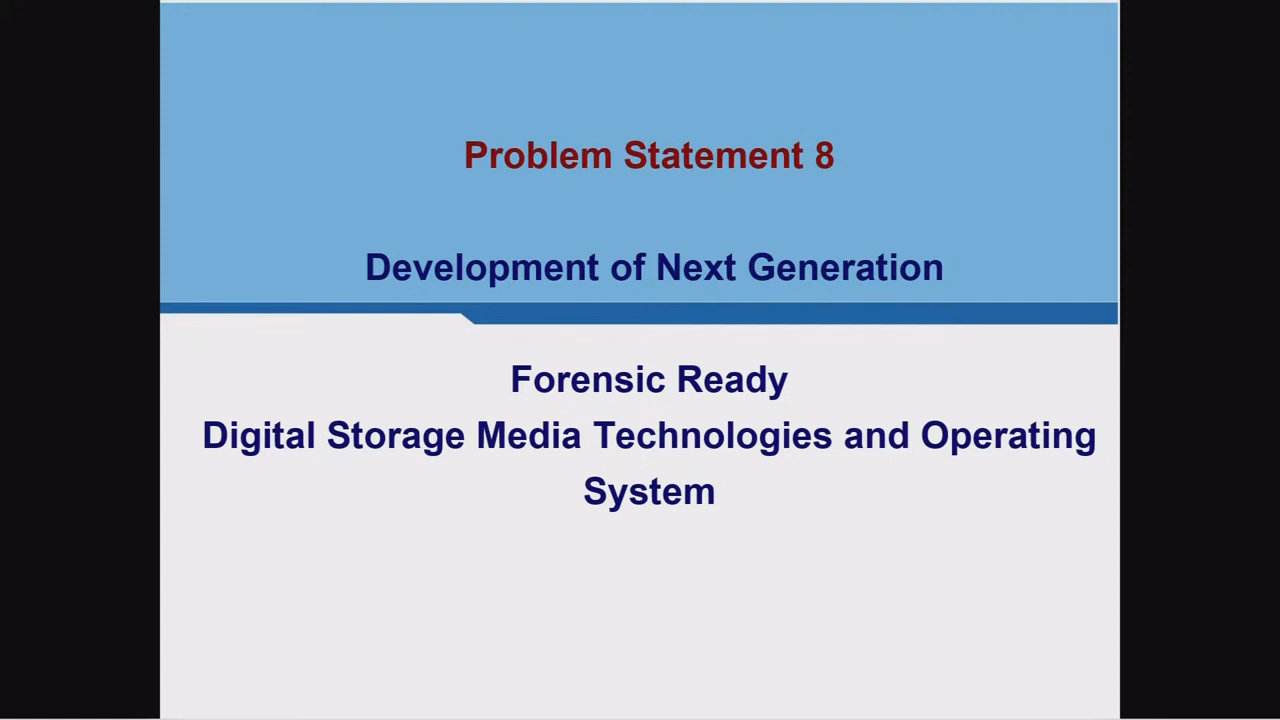 Problem Statement 8
Development of Next Generation
Forensic Ready
Digital Storage Media Technologies and Operating
System